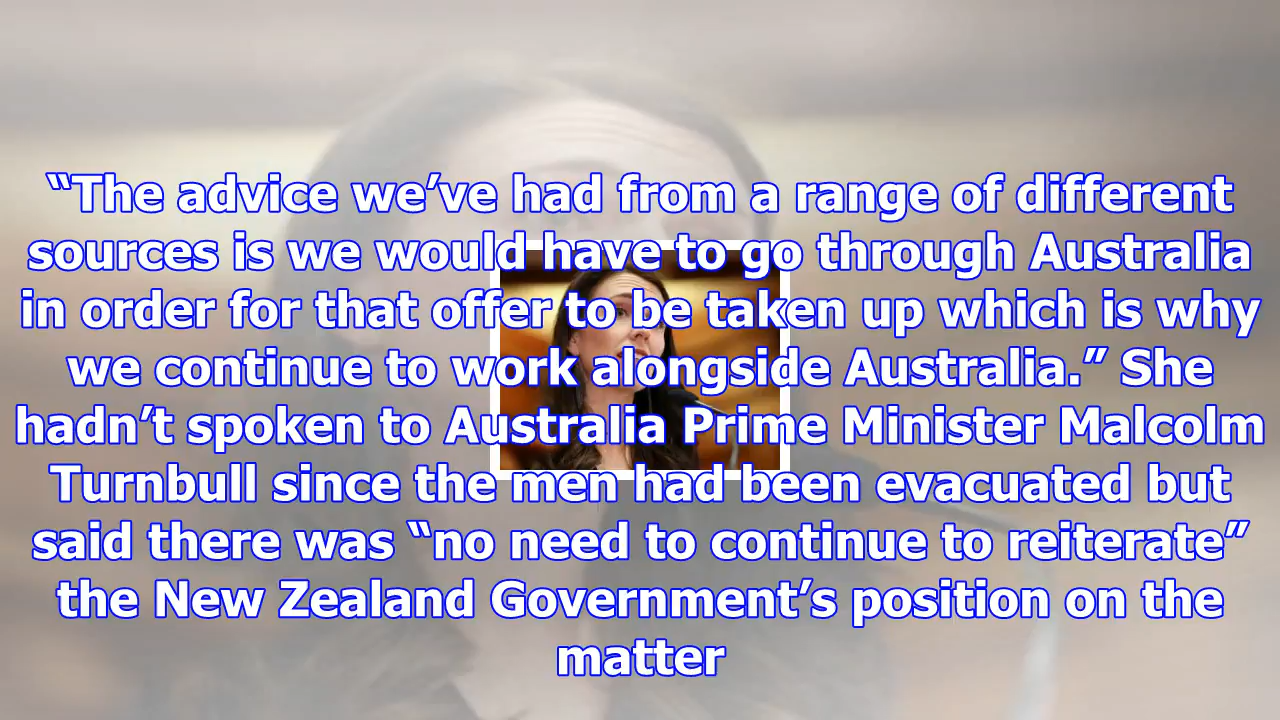 “The advice we’ve had from a range of different
sources is we would have to go through Australia
in order for that offer to be taken up which is why
we continue to work alongside Australia.” She
hadn’t spoken to Australia Prime Minister Malcolm
Turnbull since the men had been evacuated but
said there was “no need to continue to reiterate”
the New Zealand Government’s position on the
matter